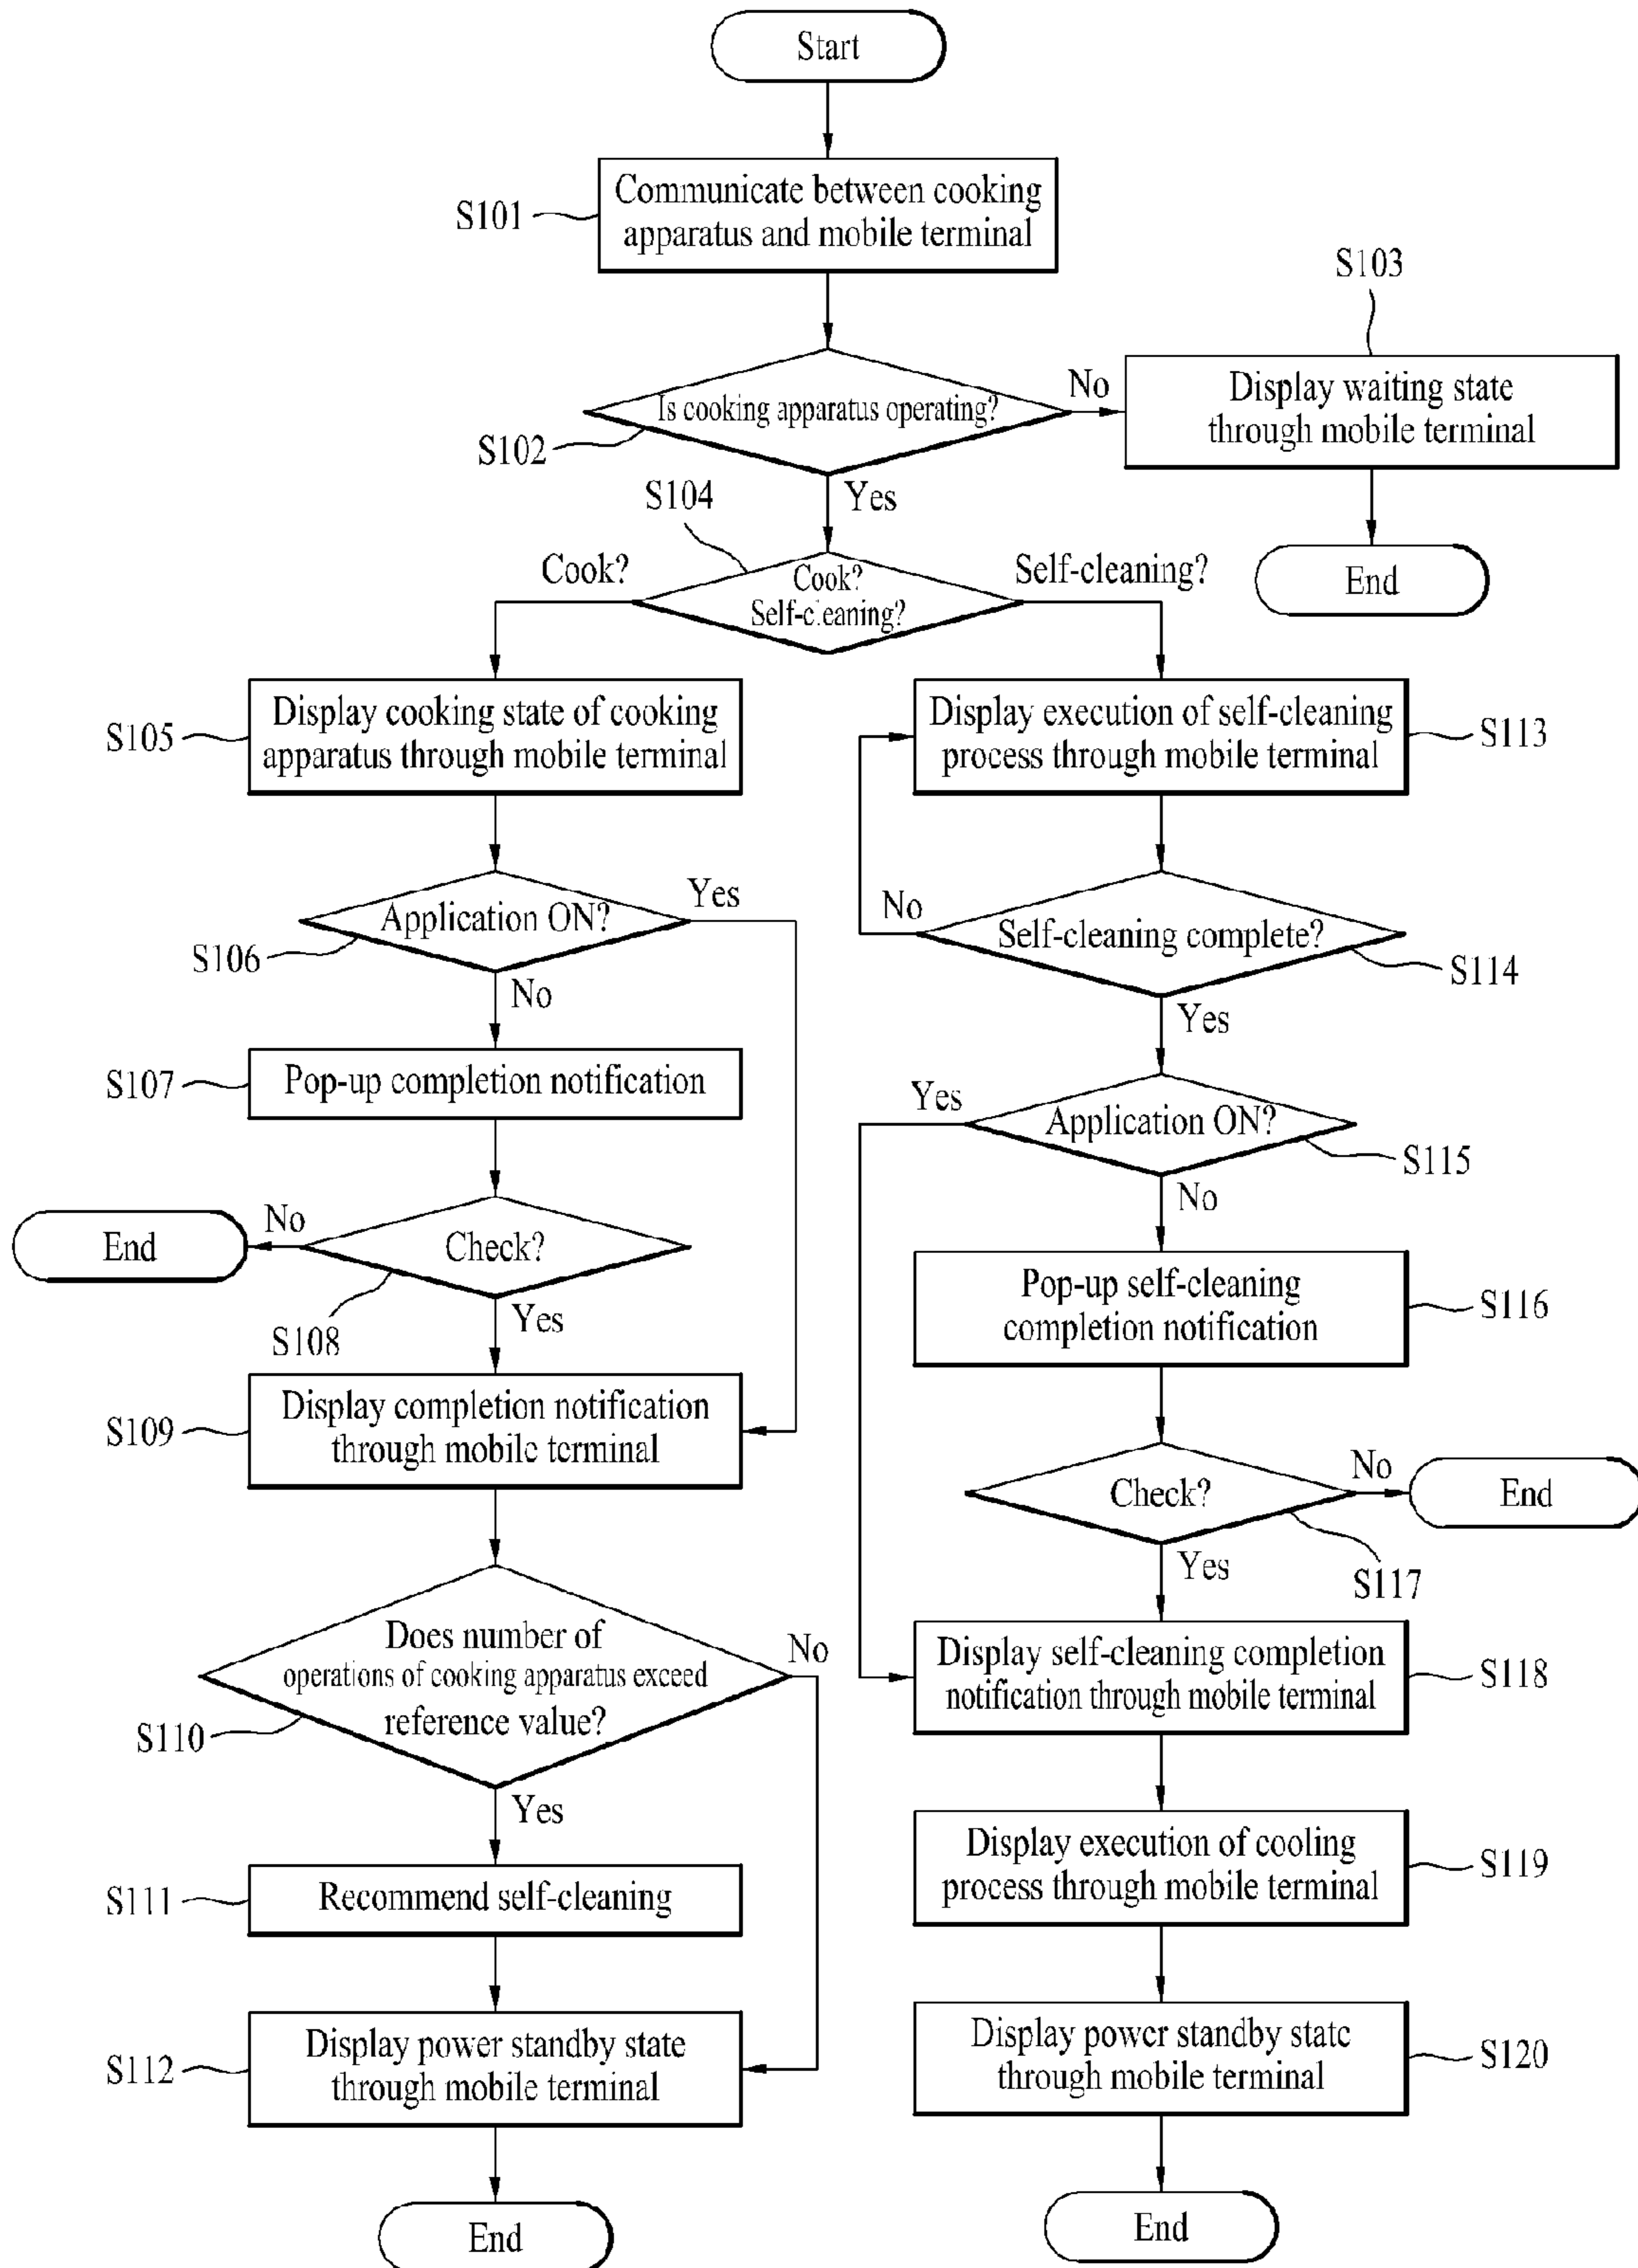 Start
S101
Communicate between cooking
apparatus and mobile terminal
S103
Is cooking apparatus operating?
No
Display waiting state
through mobile terminal
S102
Yes
S104
End
Cook?
Cook?
Self-cleaning?
Self-cleaning?
S105
Display cooking state of cooking
apparatus through mobile terminal
Display execution of self-cleaning
process through mobile terminal
S113
Application ON?
Yes
S106
No
No
Self-cleaning complete?
S114
Yes
S107
Pop-up completion notification
Yes
Application ON?
S115
No
End
No
Check?
S108
Yes
Pop-up self-cleaning
completion notification
S116
S109
Display completion notification
through mobile terminal
Check?
No
End
Yes
S117
Does number of
operations of cooking apparatus exceed
reference value?
No
S110
Yes
Display self-cleaning completion
notification through mobile terminal
S118
S111
Recommend self-cleaning
Display execution of cooling
process through mobile terminal
S119
S112
Display power standby state
through mobile terminal
Display power standby state
through mobile terminal
S120
End
End